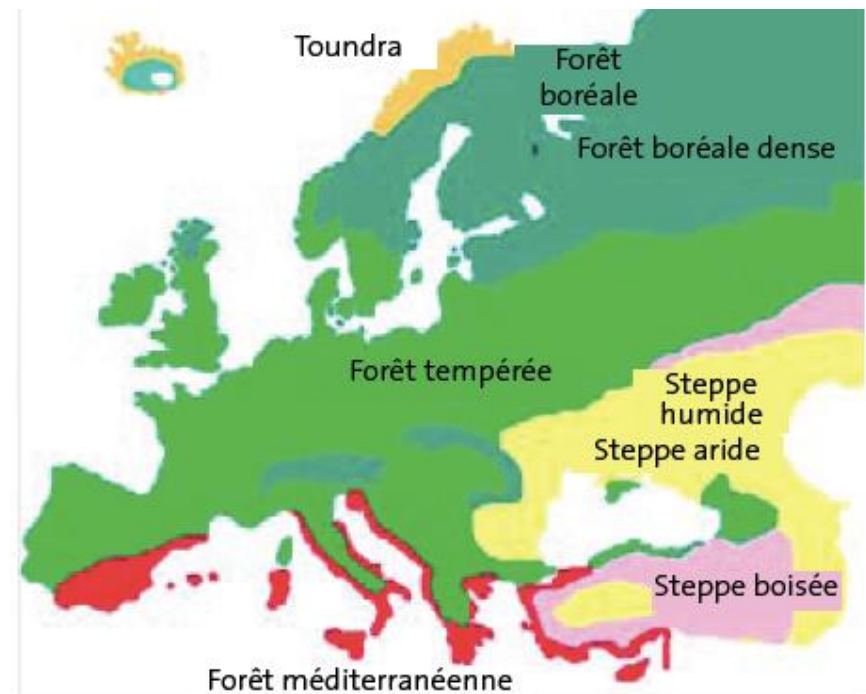 Toundra
Forêt
boréale
Forêt boréale dense
Forêt tempérée
Steppe
humide
Steppe aride
Steppe boisée
Forêt méditerranéenne